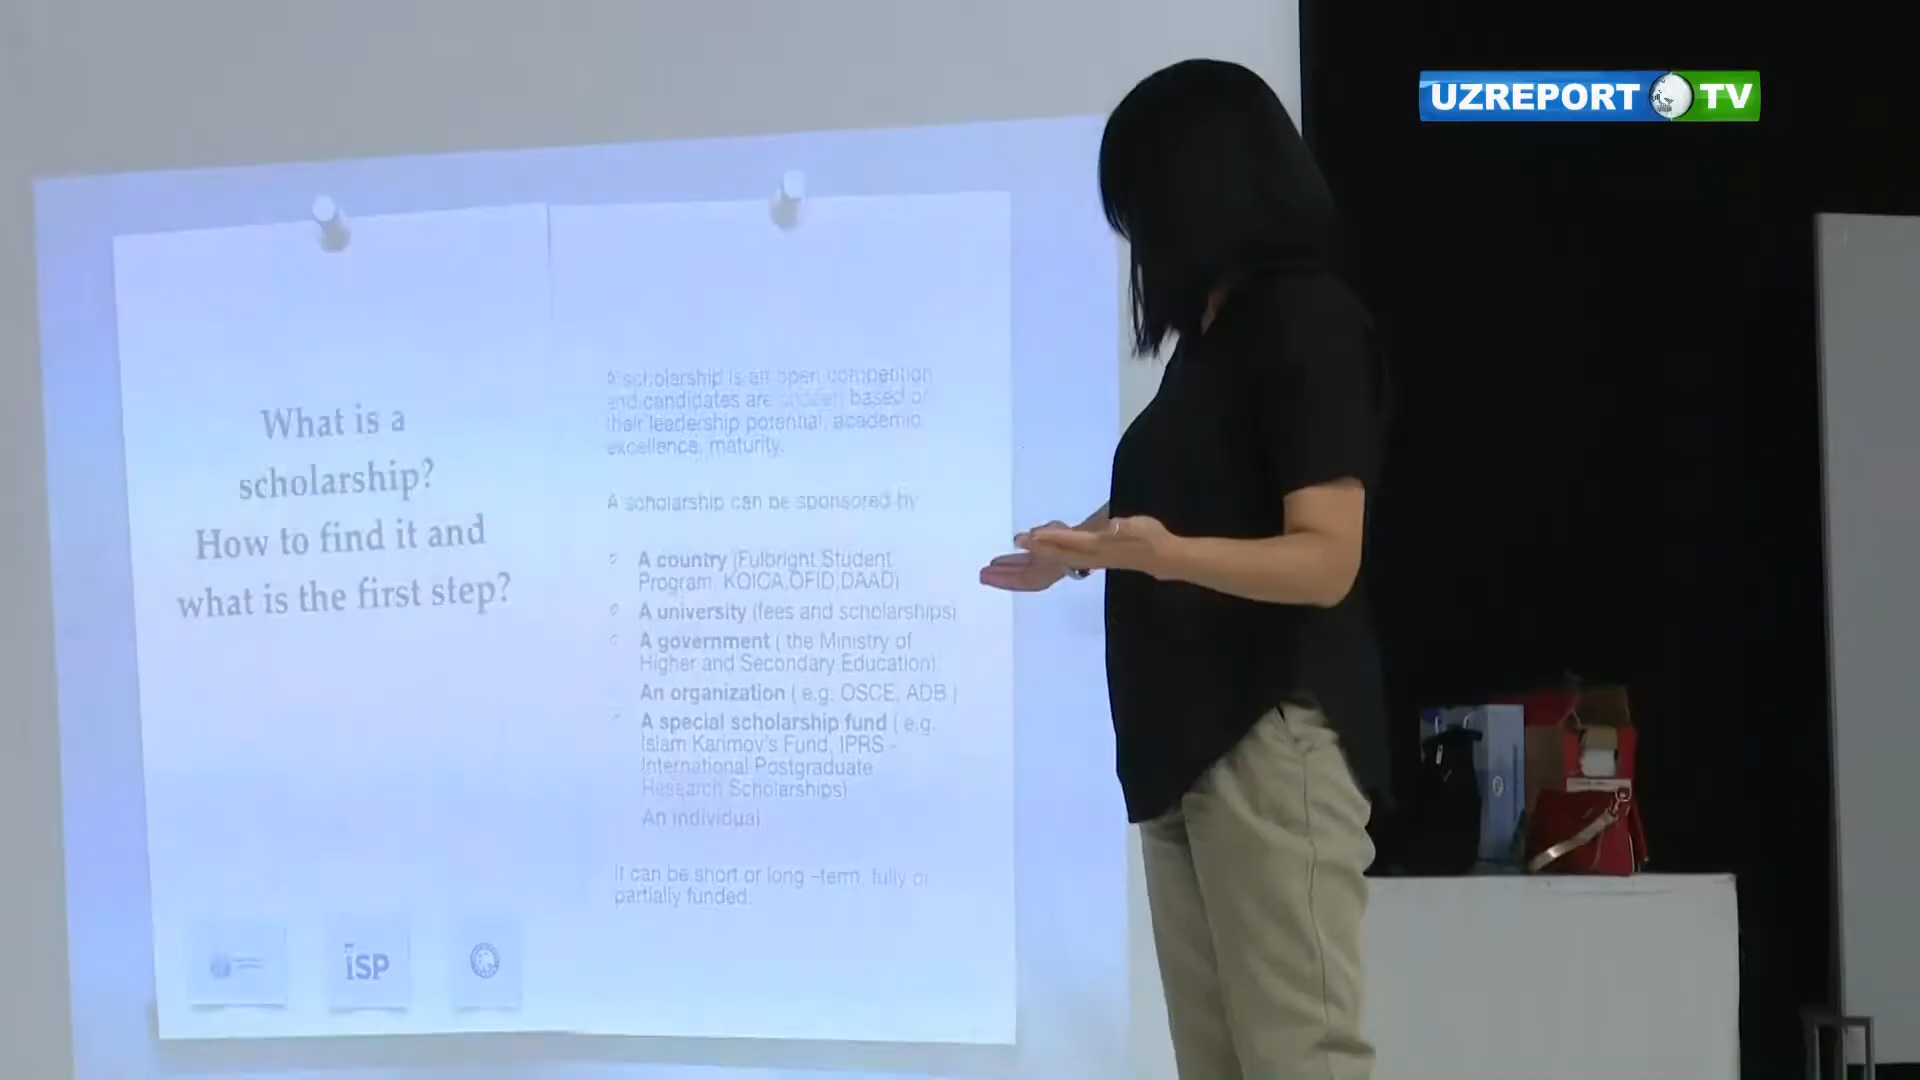 UZREPORT TV
What is a
scholarship?
How to find it and
what is the first step?
A scholarship is an open competition
and candidates are chosen based on
their leadership potential, academic
excellence, maturity.
A scholarship can be sponsored by
A country (Fulbright Student
Program, KOICA,OFID,DAAD)
A university (fees and scholarships)
A government ( the Ministry of
Higher and Secondary Education)
An organization ( e.g. OSCE, ADB )
A special scholarship fund ( e.g.
Islam Karimov's Fund, IPRS -
International Postgraduate
Research Scholarships)
An individual
It can be short or long –term, fully or
partially funded.
ISP